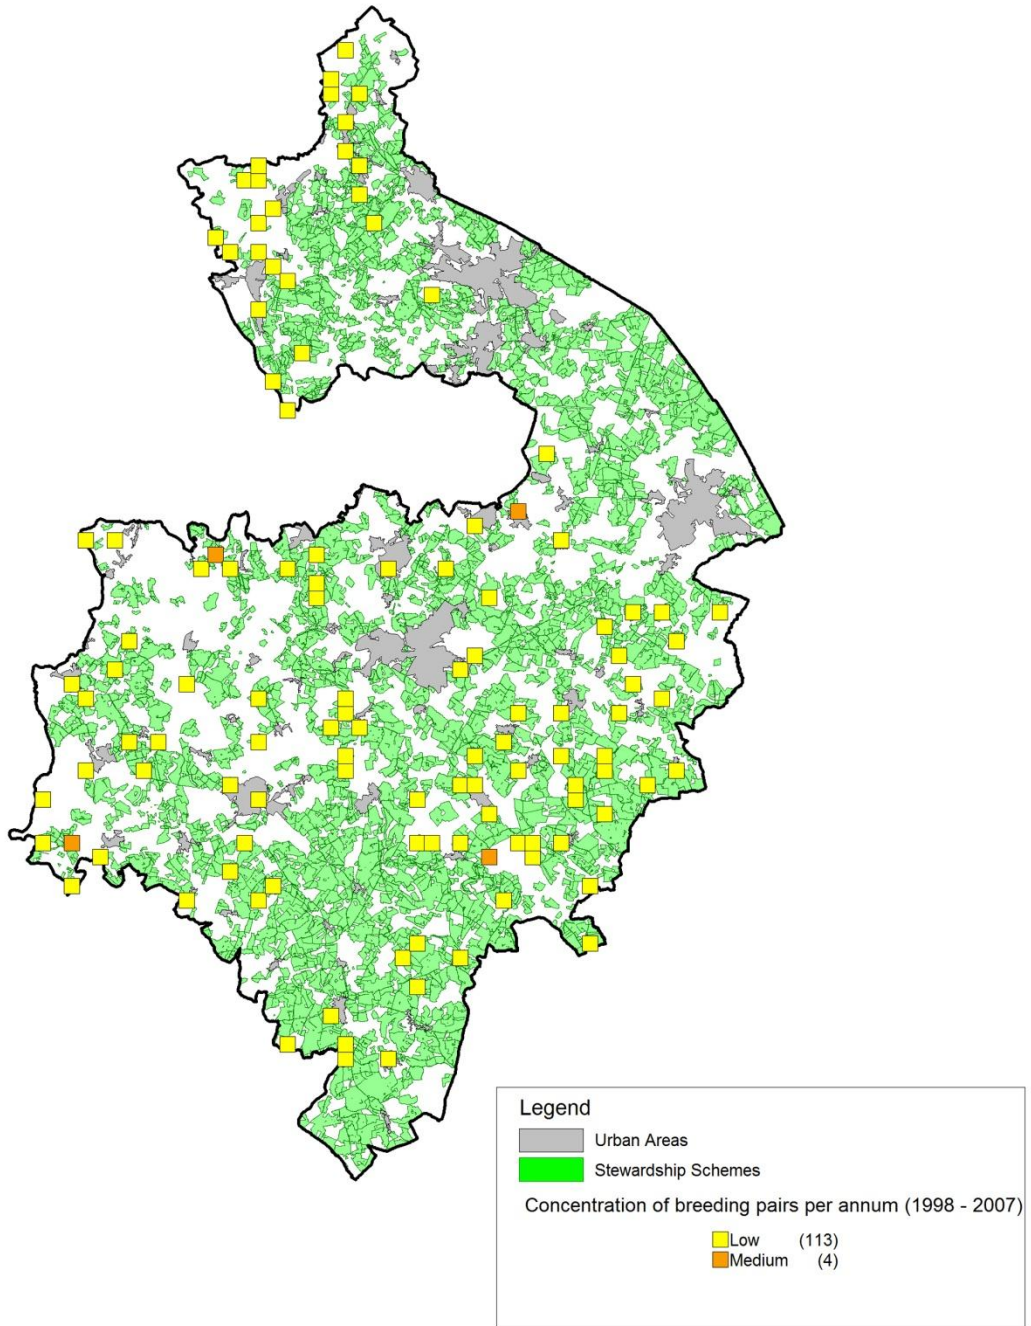 Legend
Urban Areas
Stewardship Schemes
Concentration of breeding pairs per annum (1998 - 2007)
Low (113)
Medium (4)